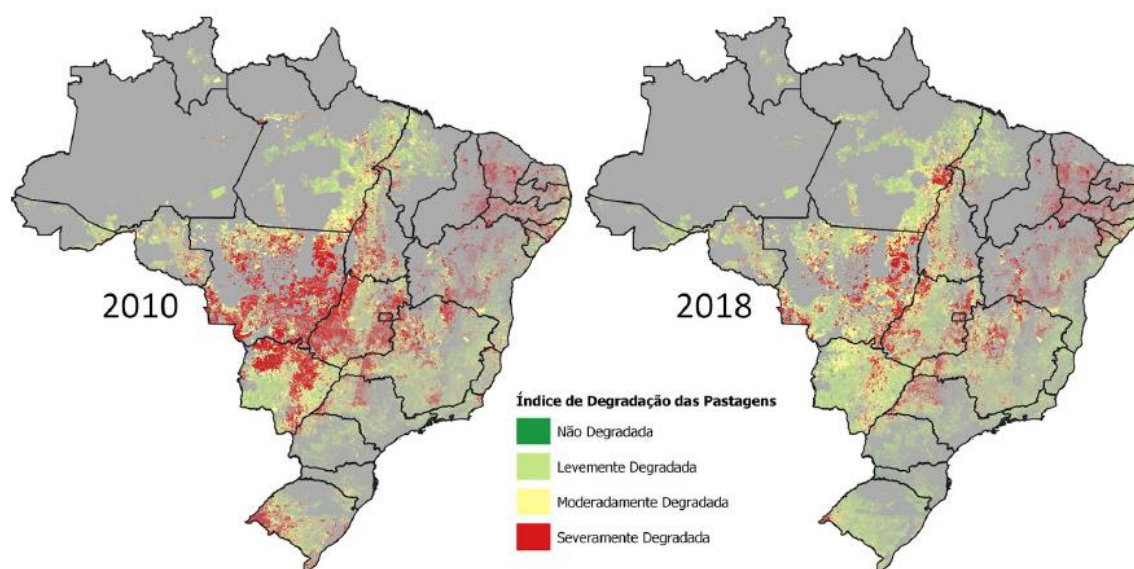 2010
2018
Índice de Degradação das Pastagens
Não Degradada
Levemente Degradada
Moderadamente Degradada
Severamente Degradada